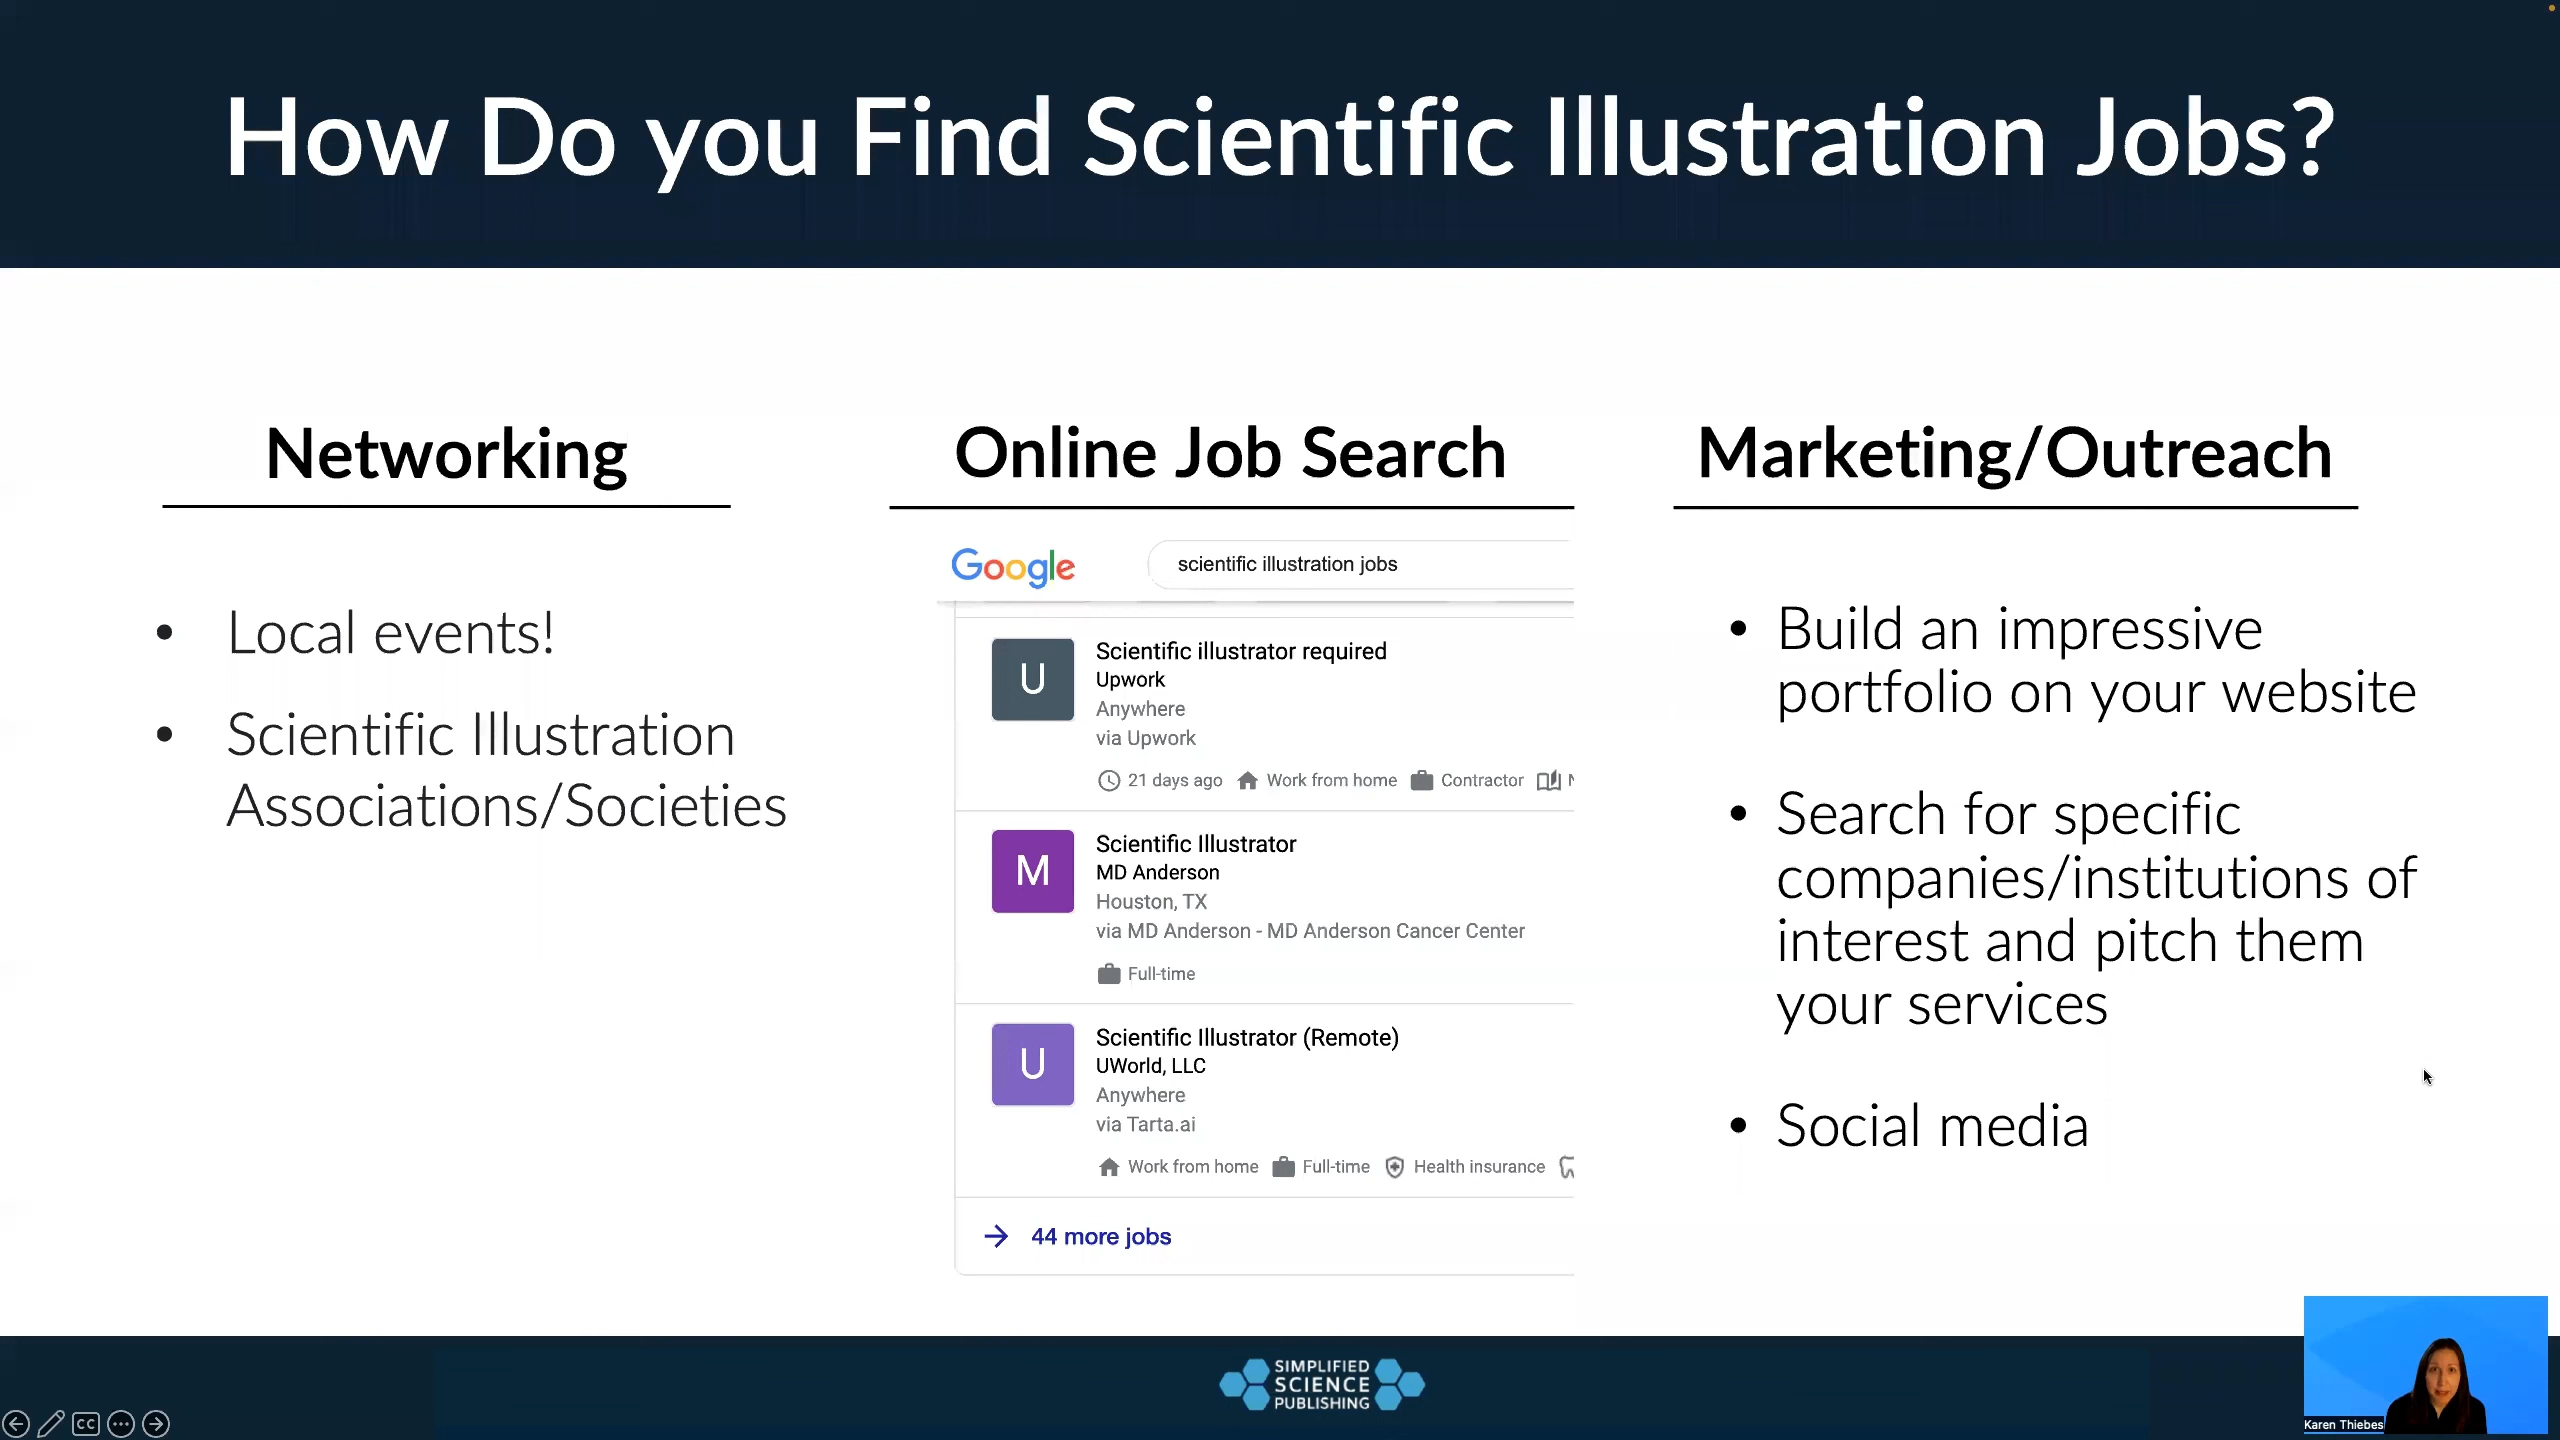 How Do you Find Scientific Illustration Jobs?
Networking
• Local events!
• Scientific Illustration
Associations/Societies
Online Job Search
Google
scientific illustration jobs
U
Scientific illustrator required
Upwork
Anywhere
via Upwork
21 days ago Work from home Contractor
M
Scientific Illustrator
MD Anderson
Houston, TX
via MD Anderson - MD Anderson Cancer Center
Full-time
U
Scientific Illustrator (Remote)
UWorld, LLC
Anywhere
via Tarta.ai
Work from home Full-time Health insurance
→ 44 more jobs
Marketing/Outreach
• Build an impressive
portfolio on your website
• Search for specific
companies/institutions of
interest and pitch them
your services
• Social media
SIMPLIFIED
SCIENCE
PUBLISHING
CC
Karen Thiebes